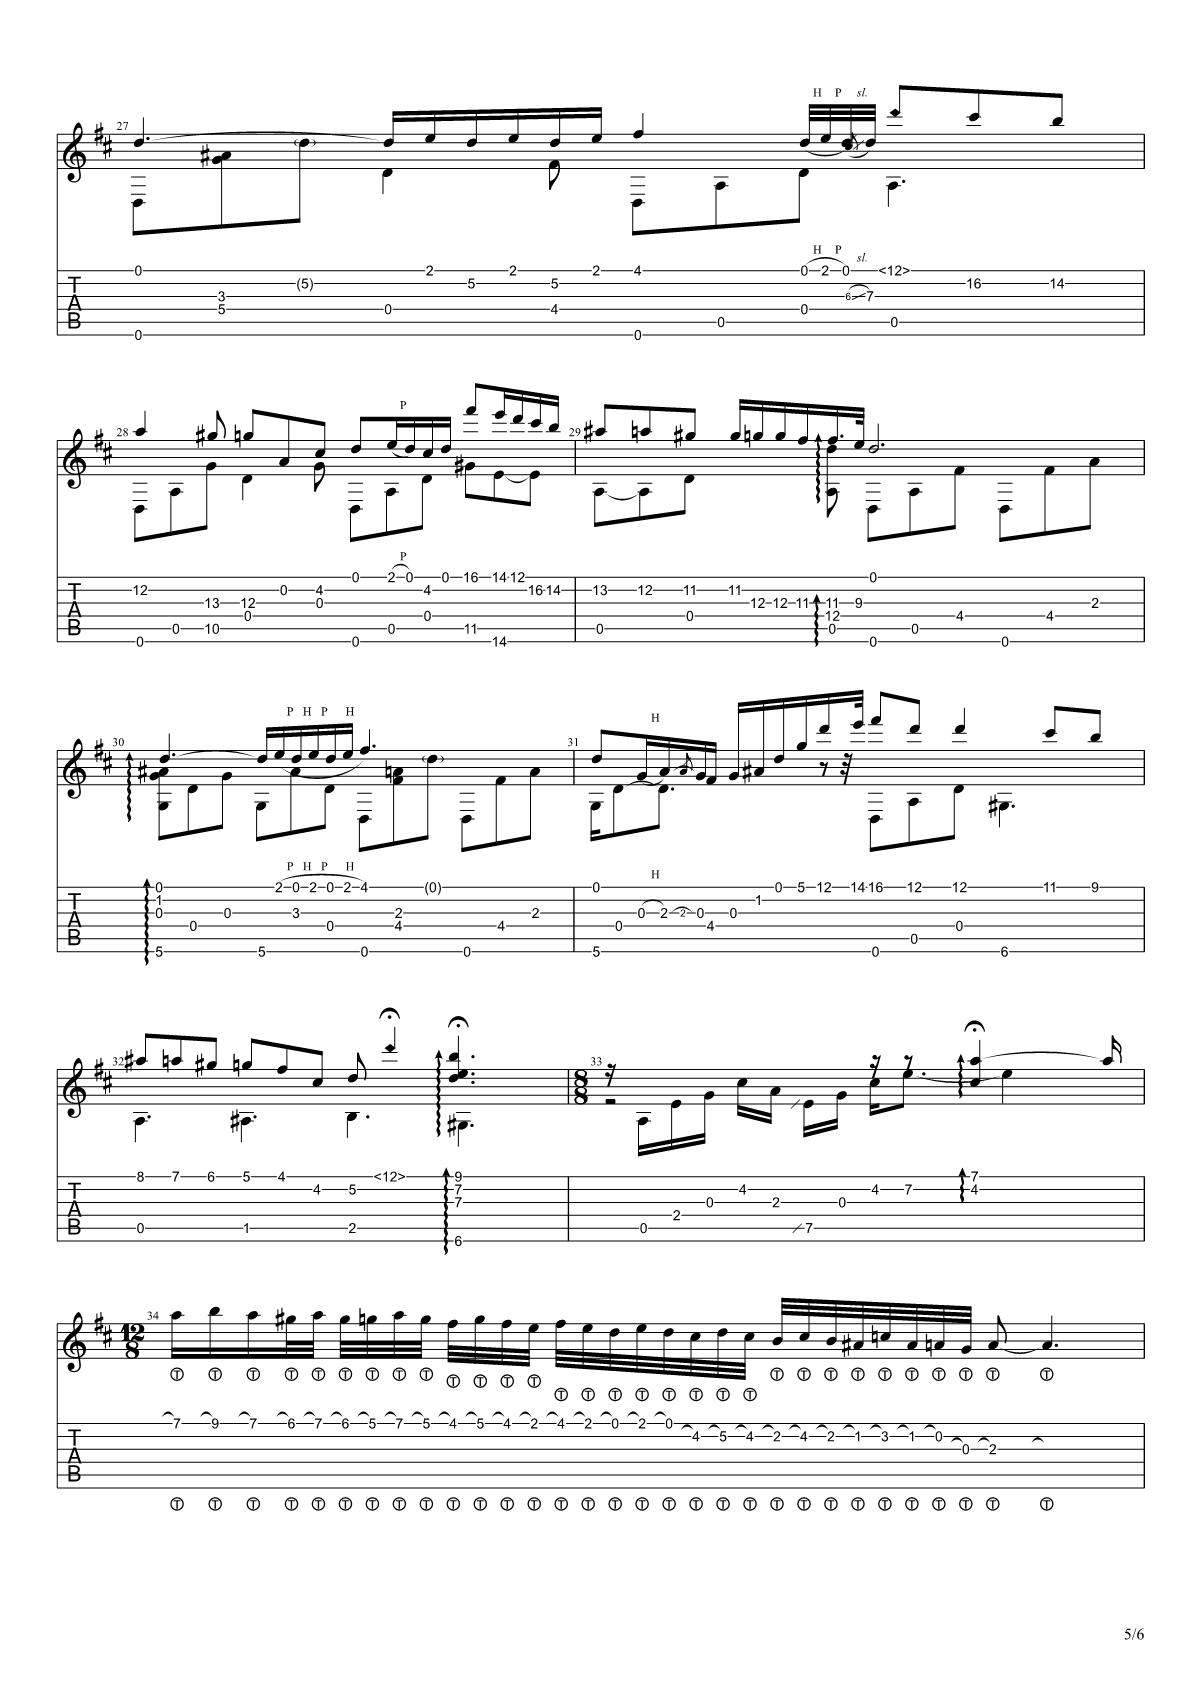 27 H P sl.
H P
sl.
0 2 2 2 4 0 2 0 <12>
T (5) 5 5 16 14
3 6 7
A 5 0 4 0
B 0 0
0 0
28 P 29
P
0 2 0 0 16 14 12 0
T 12 0 4 4 16 14 13 12 11 11
13 12 0 12 12 11 11 9 2
A 0 0 0 12 4 4
B 0 10 0 11 0 0 0
0 0 14 0 0
30 P H P H 31 H
P H P H H
0 2 0 2 0 2 4 (0) 0 0 5 12 14 16 12 12 11 9
T 1 1
0 0 3 2 2 0 2 2 0 0
A 0 0 4 4 0 4 0
B 0
5 5 0 0 5 0 6
32 33 8 8 8
8 7 6 5 4 <12> 9 7
T 4 5 7 4 4 7 4
7 0 2 0
A 2
B 0 1 2 0 7
6
34
12
8
T T T T T T T T T T T T T T T T T T T T T T T T T T T T T T T
7 9 7 6 7 6 5 7 5 4 5 4 2 4 2 0 2 0
T 4 5 4 2 4 2 1 3 1 0
0 2
A
B
T T T T T T T T T T T T T T T T T T T T T T T T T T T T T T T
5/6